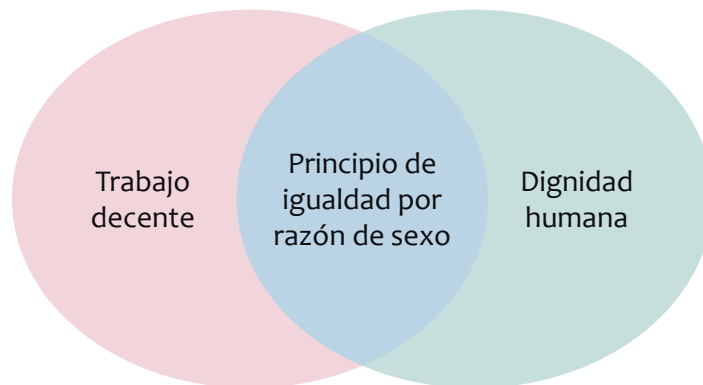 Trabajo
decente
Principio de
igualdad por
razón de sexo
Dignidad
humana